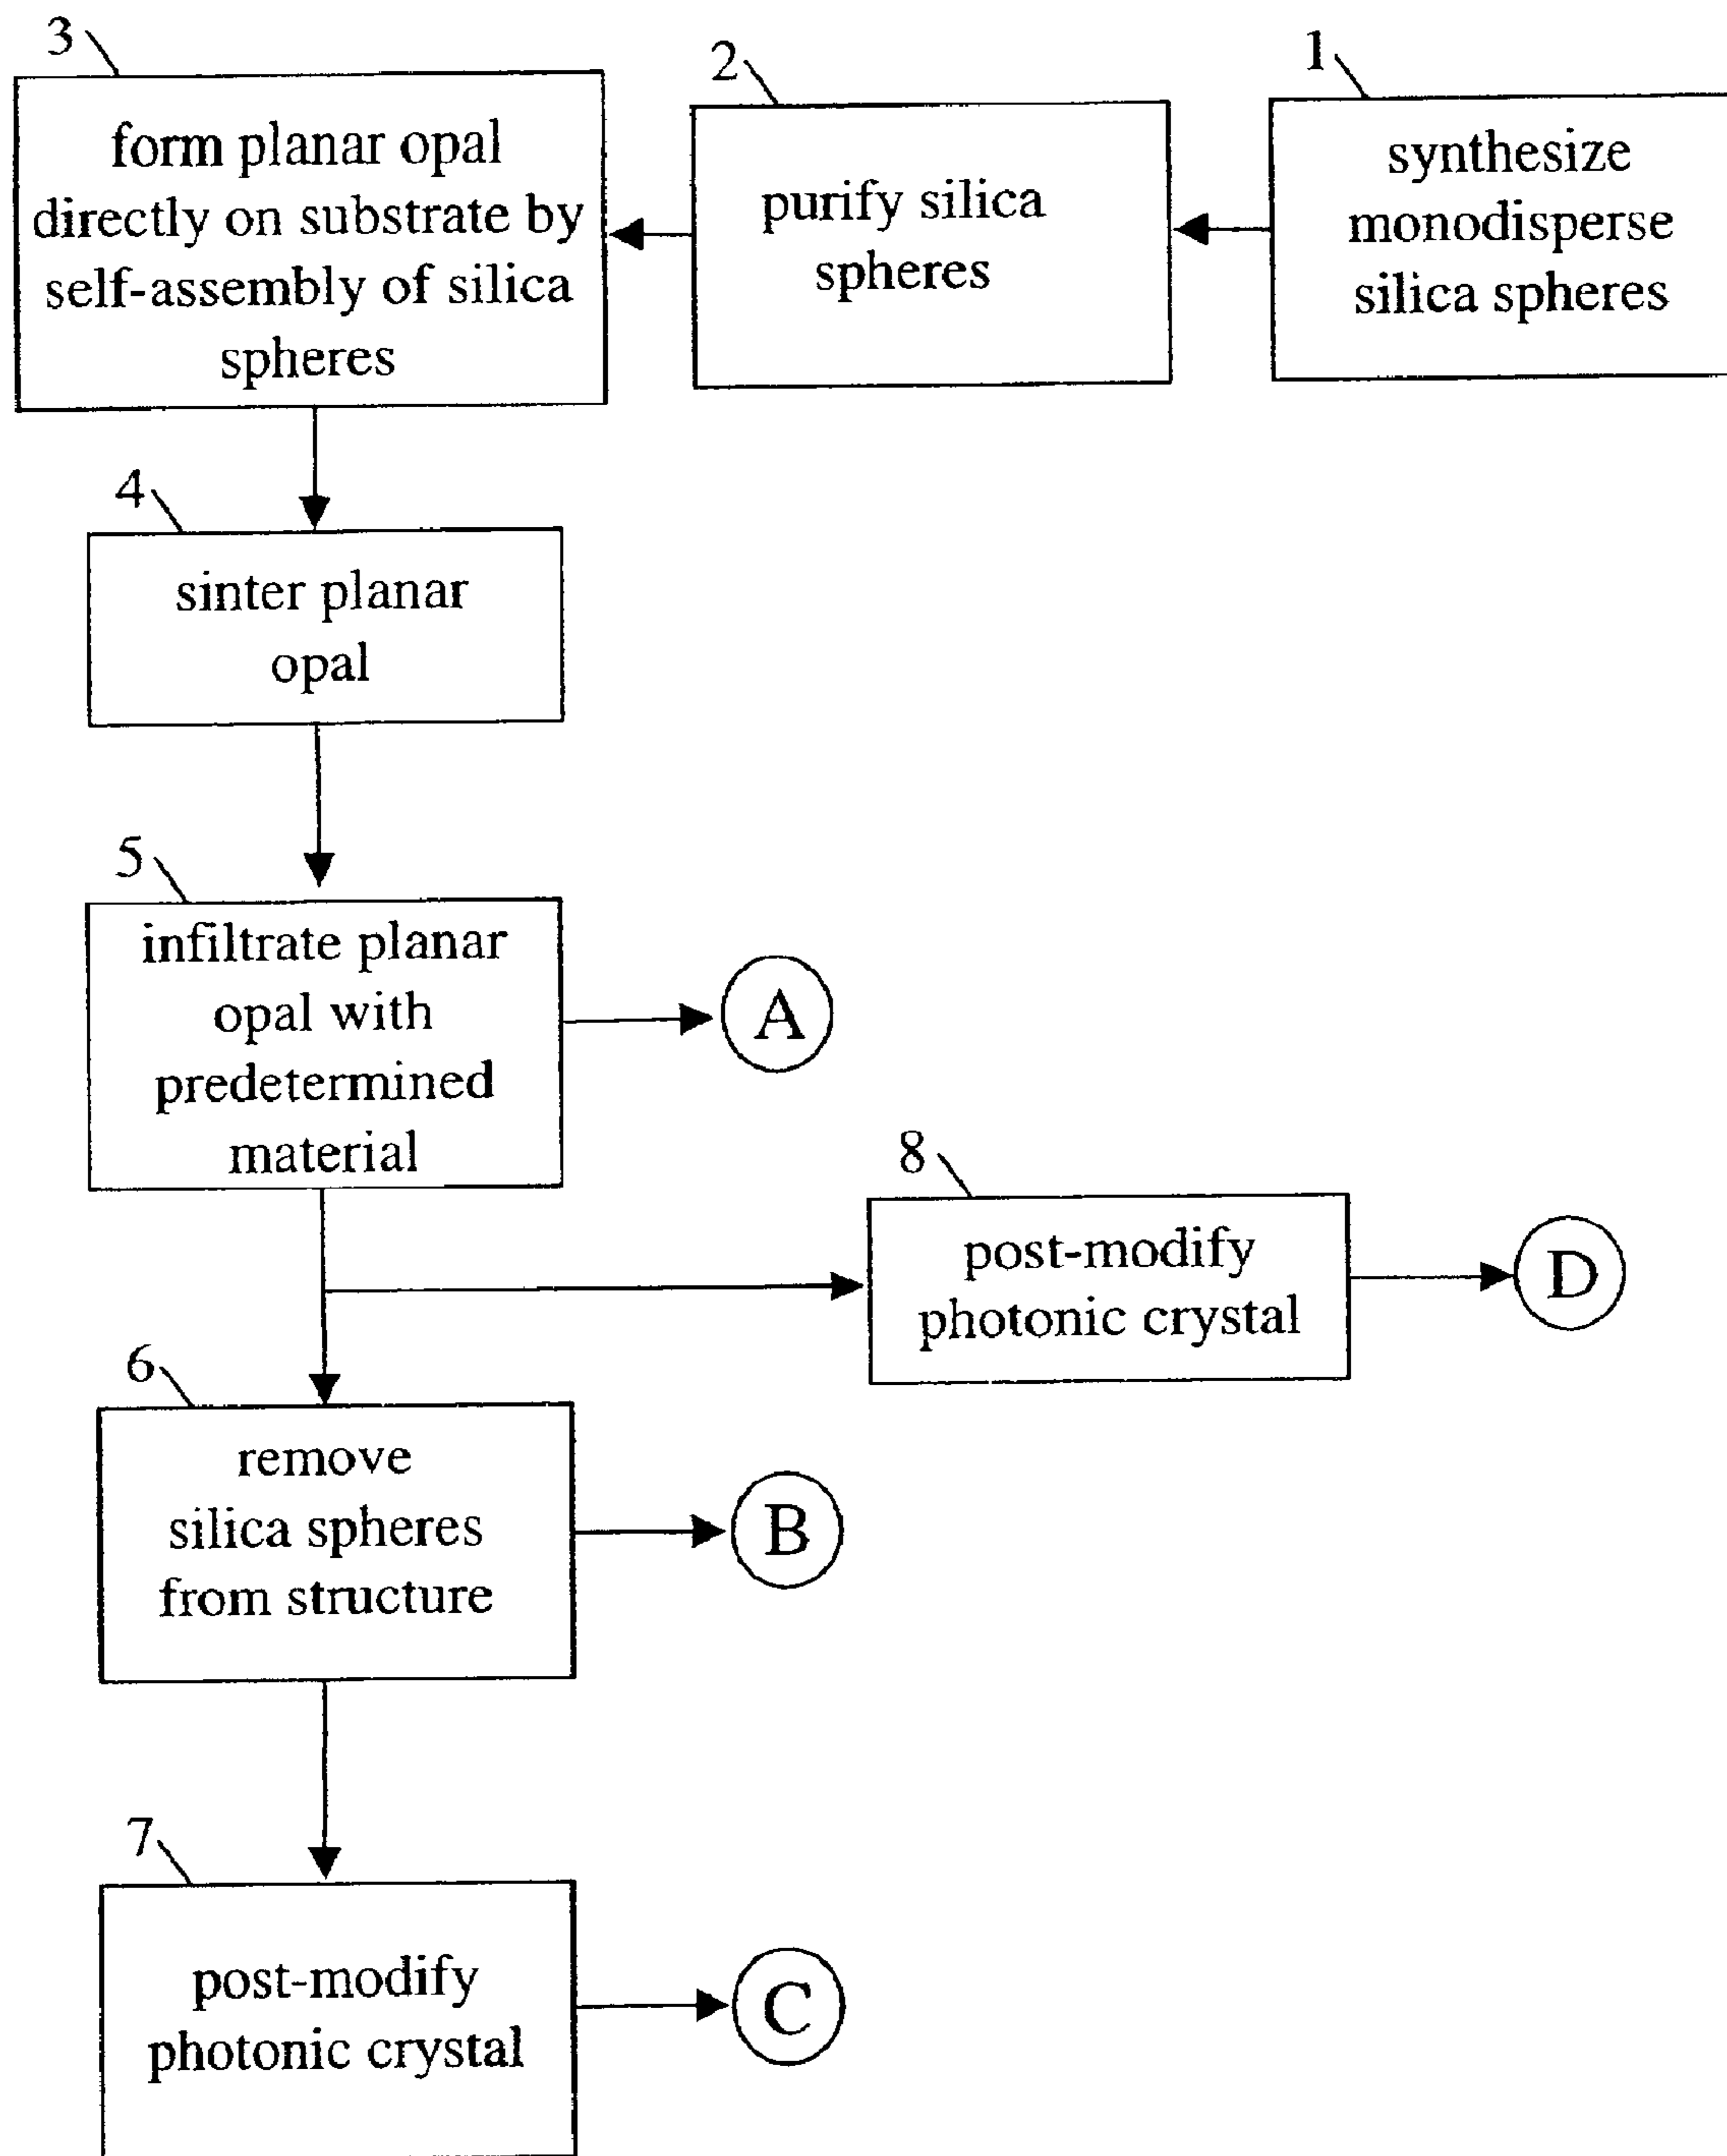 3
form planar opal
directly on substrate by
self-assembly of silica
spheres
2
purify silica
spheres
1
synthesize
monodisperse
silica spheres
4
sinter planar
opal
5
infiltrate planar
opal with
predetermined
material
A
8
post-modify
photonic crystal
D
6
remove
silica spheres
from structure
B
7
post-modify
photonic crystal
C